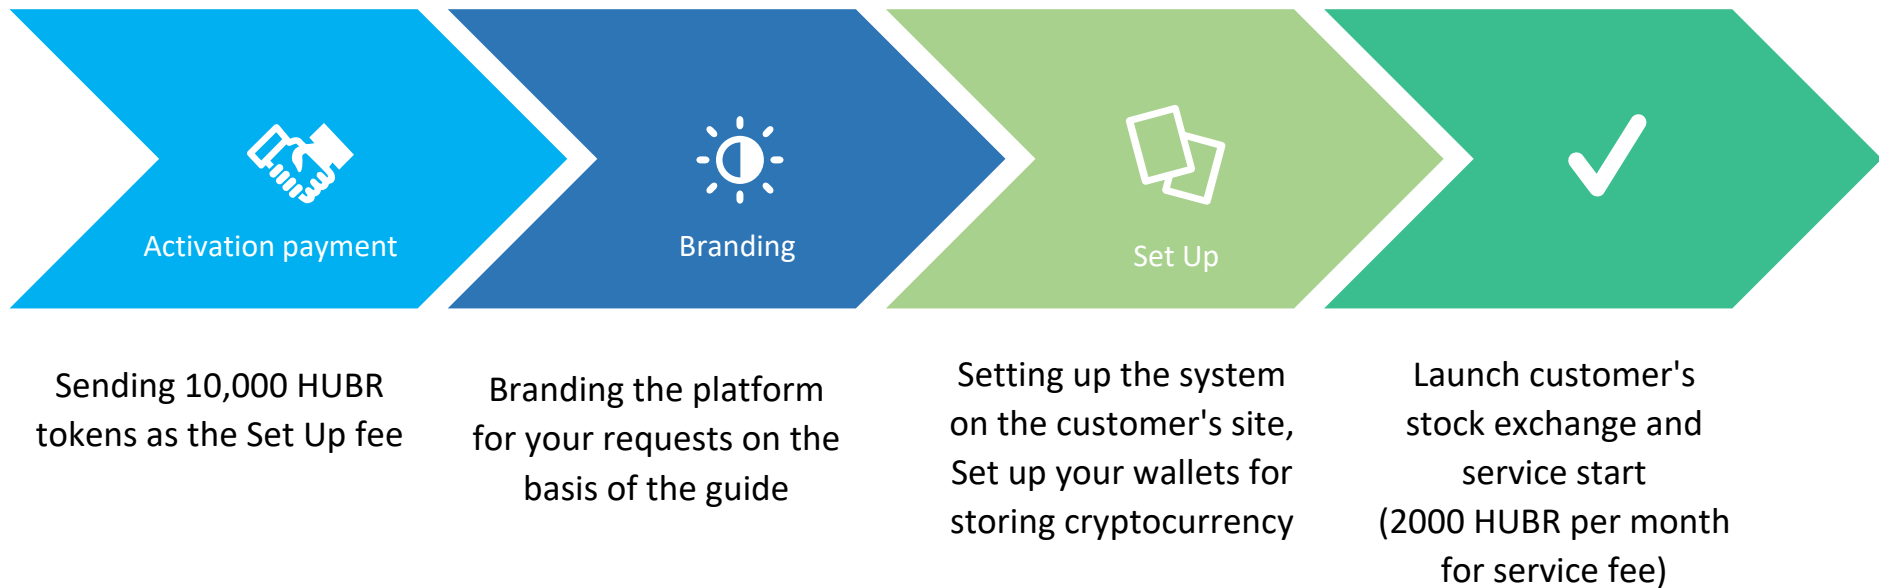 Activation payment
Branding
Set Up
Sending 10,000 HUBR
tokens as the Set Up fee
Branding the platform
for your requests on the
basis of the guide
Setting up the system
on the customer's site,
Set up your wallets for
storing cryptocurrency
Launch customer's
stock exchange and
service start
(2000 HUBR per month
for service fee)